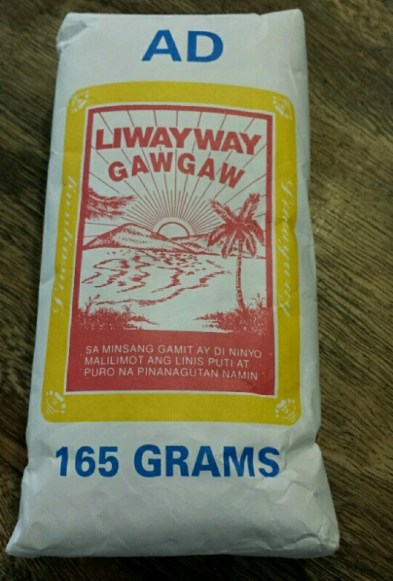 AD
LIWAYWAY
GAWGAW
SA MINSANG GAMIT AY DI NINYO
MALILIMOT ANG LINIS PUTI AT
PURO NA PINANAGUTAN NAMIN
165 GRAMS